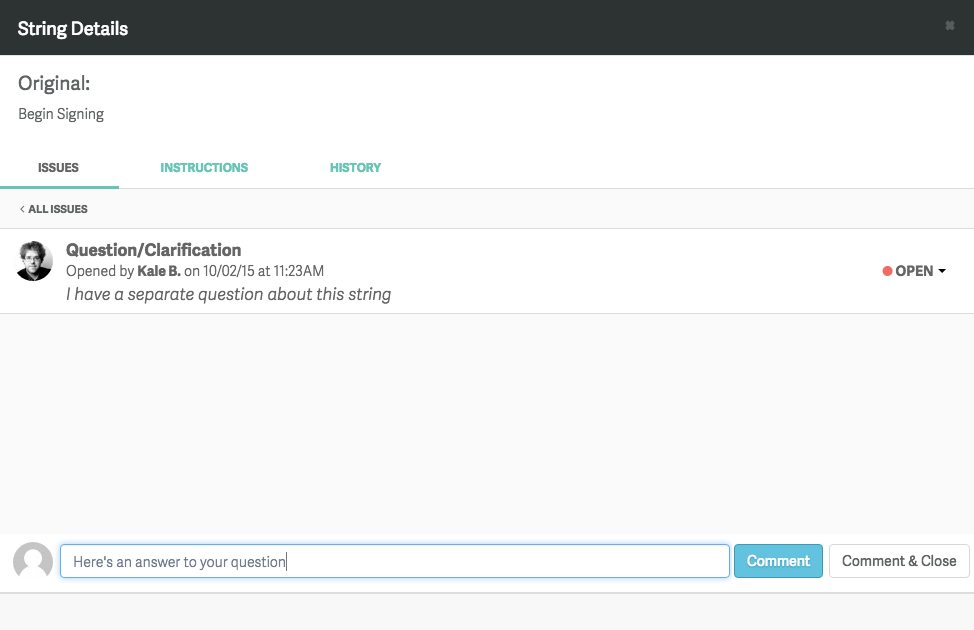 String Details
Original:
Begin Signing
ISSUES INSTRUCTIONS HISTORY
‹ ALL ISSUES
Question/Clarification
Opened by Kale B. on 10/02/15 at 11:23AM
OPEN
I have a separate question about this string
Here's an answer to your question Comment Comment & Close